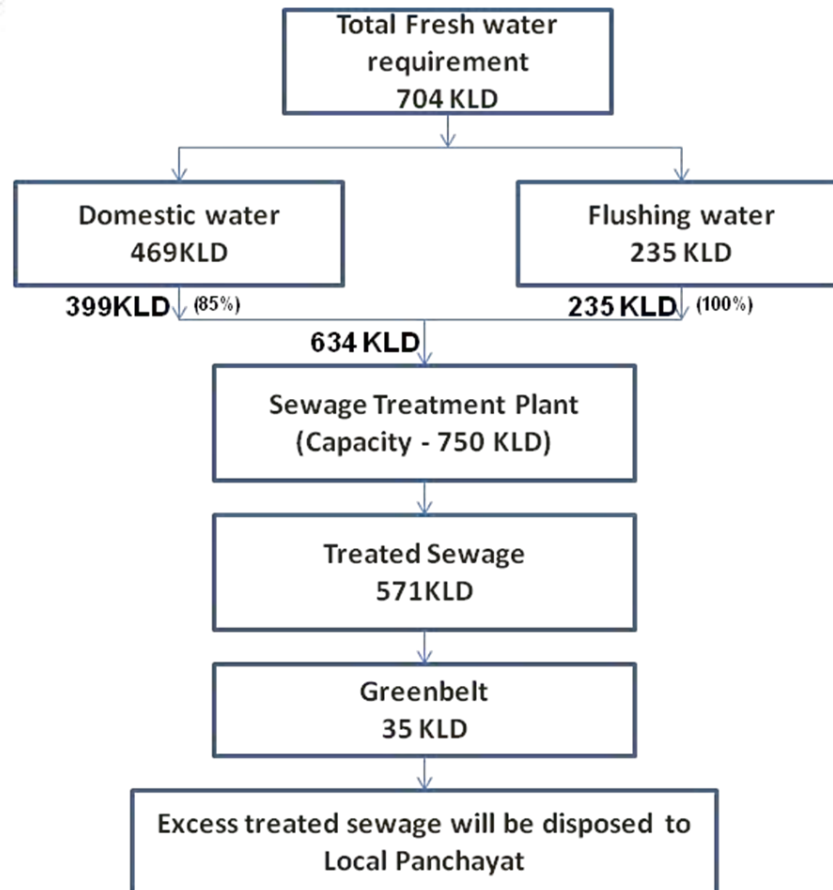 Total Fresh water
requirement
704 KLD
Domestic water
469KLD
Flushing water
235 KLD
399KLD (85%)
235 KLD (100%)
634 KLD
Sewage Treatment Plant
(Capacity - 750 KLD)
Treated Sewage
571KLD
Greenbelt
35 KLD
Excess treated sewage will be disposed to
Local Panchayat